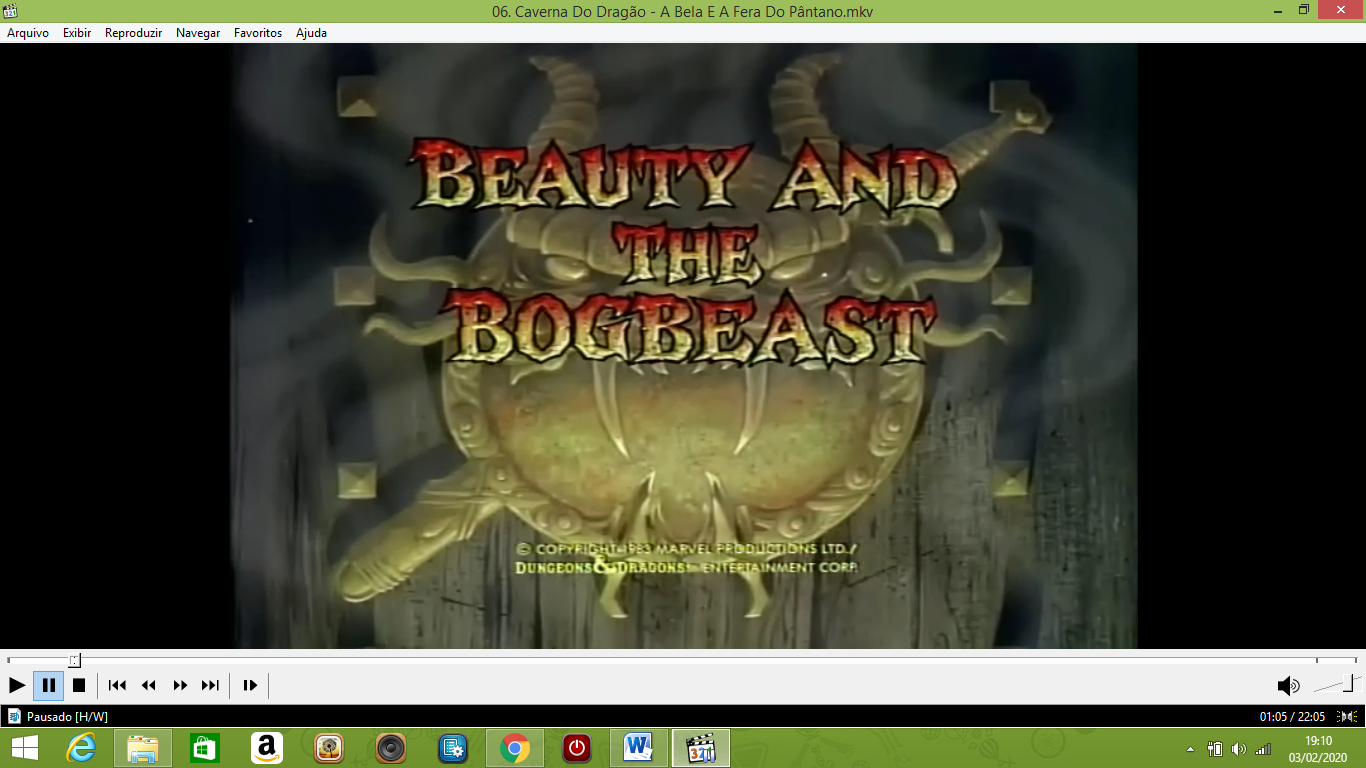 06. Caverna Do Dragão - A Bela E A Fera Do Pântano.mkv
Arquivo Exibir Reproduzir Navegar Favoritos Ajuda
BEAUTY AND
THE
BOGBEAST
© COPYRIGHT 1983 MARVEL PRODUCTIONS LTD./
DUNGEONS & DRAGONS ENTERTAINMENT CORP.
Pausado [H/W] 01:05 / 22:05
19:10
03/02/2020